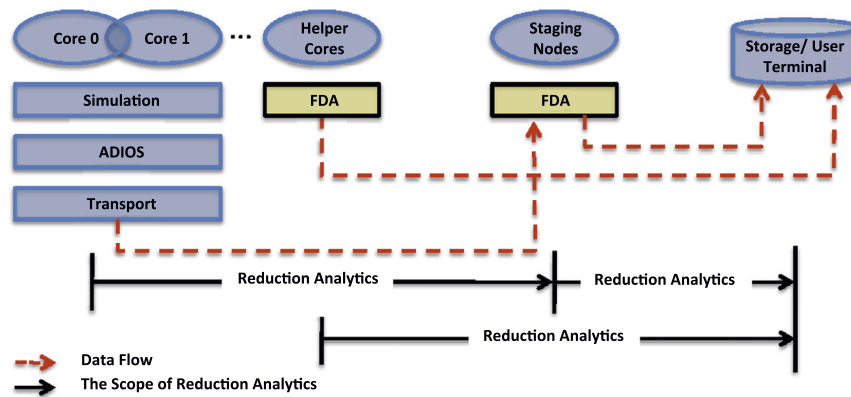 Core 0
Core 1
...
Helper
Cores
Staging
Nodes
Storage/ User
Terminal
Simulation
FDA
FDA
ADIOS
Transport
Reduction Analytics
Reduction Analytics
Reduction Analytics
Data Flow
The Scope of Reduction Analytics